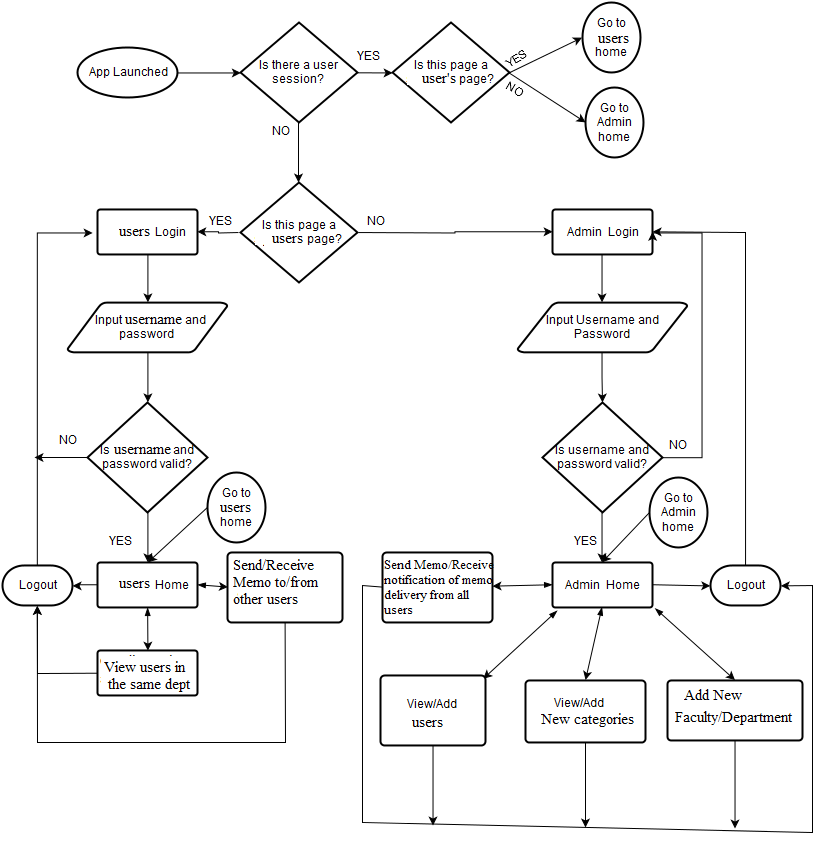 App Launched
Is there a user
session?
YES
Is this page a
user's page?
YES
NO
Go to
users
home
Go to
Admin
home
NO
Is this page a
users page?
YES
NO
users Login
Admin Login
Input username and
password
Input Username and
Password
Is username and
password valid?
NO
Is username and
password valid?
NO
Go to
users
home
Go to
Admin
home
YES
YES
Logout
users Home
Send/Receive
Memo to/from
other users
Send Memo/Receive
notification of memo
delivery from all
users
Admin Home
Logout
View users in
the same dept
View/Add
users
View/Add
New categories
Add New
Faculty/Department